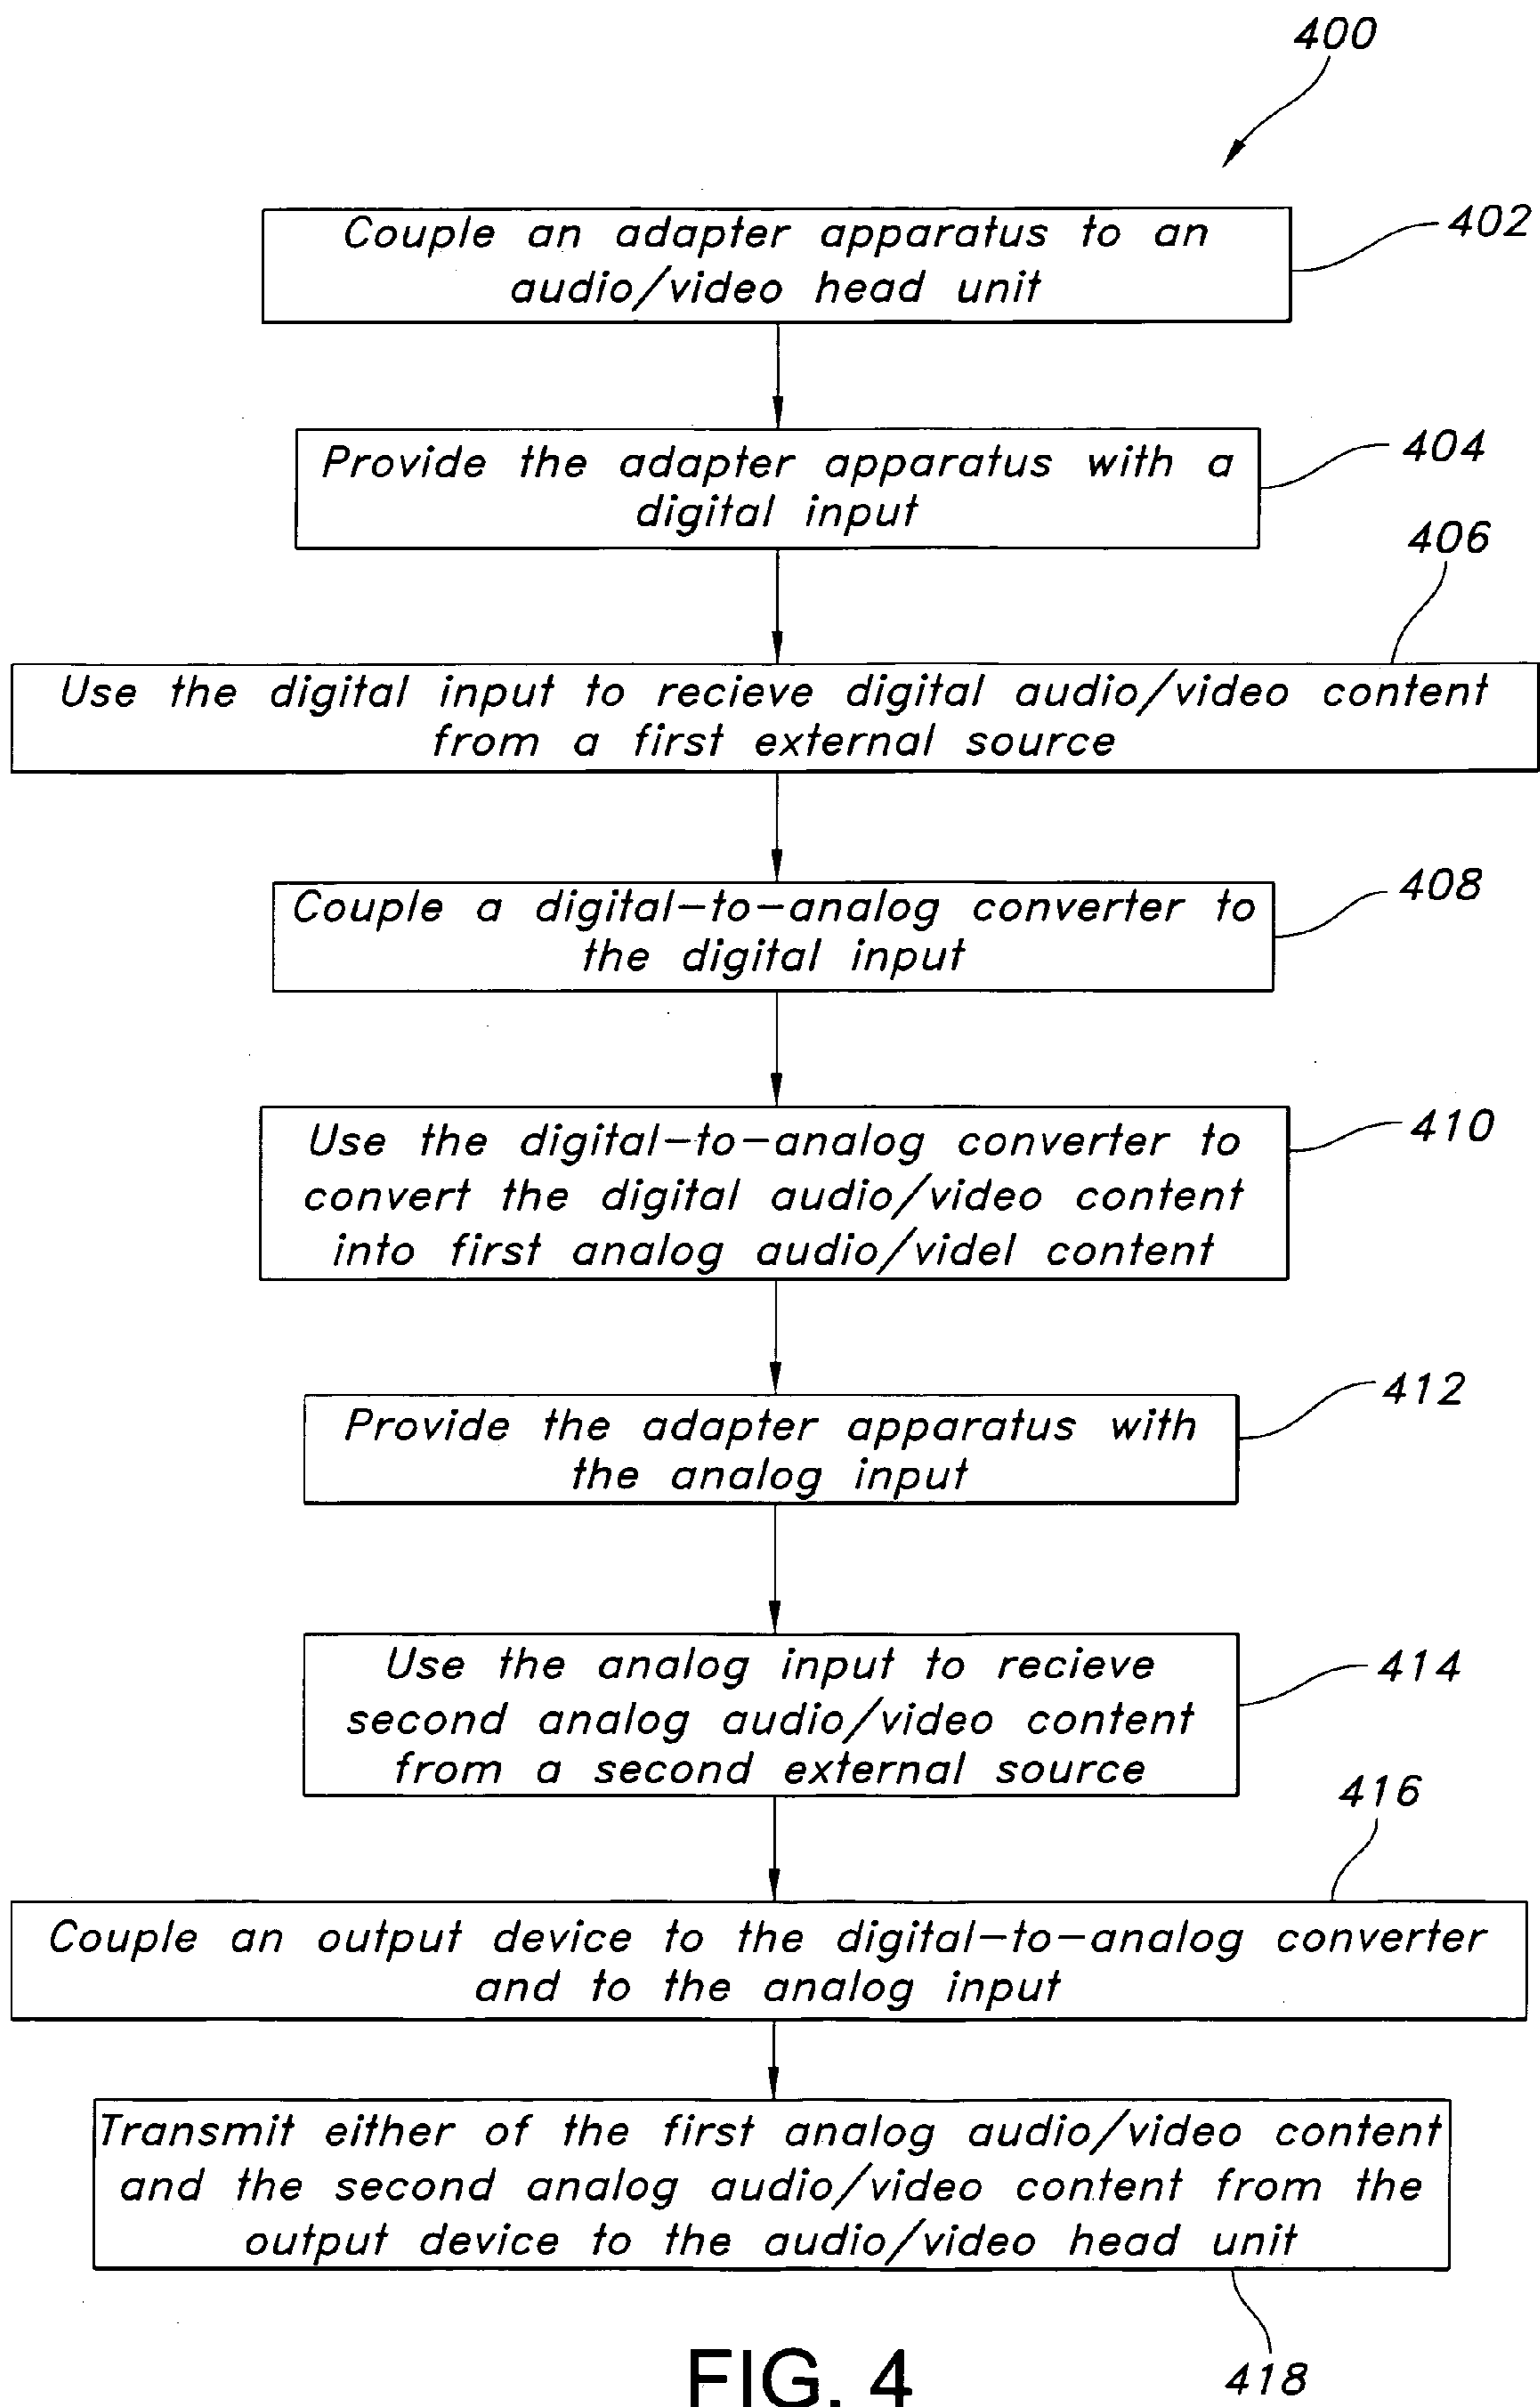 400
Couple an adapter apparatus to an
audio/video head unit
402
Provide the adapter apparatus with a
digital input
404
406
Use the digital input to recieve digital audio/video content
from a first external source
Couple a digital-to-analog converter to
the digital input
408
Use the digital-to-analog converter to
convert the digital audio/video content
into first analog audio/videl content
410
Provide the adapter apparatus with
the analog input
412
Use the analog input to recieve
second analog audio/video content
from a second external source
414
416
Couple an output device to the digital-to-analog converter
and to the analog input
Transmit either of the first analog audio/video content
and the second analog audio/video content from the
output device to the audio/video head unit
418
FIG. 4